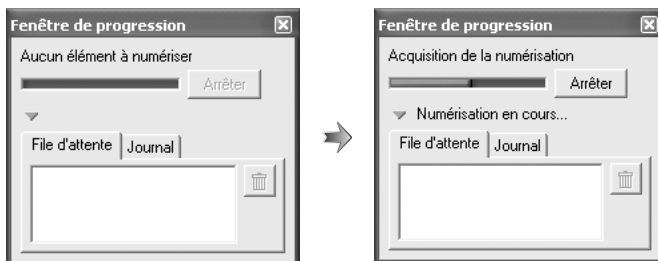 Fenêtre de progression
Aucun élément à numériser
Arrêter
File d'attente
Journal
Fenêtre de progression
Acquisition de la numérisation
Arrêter
Numérisation en cours...
File d'attente
Journal